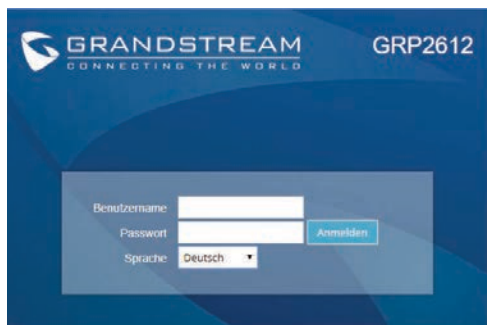 GRANDSTREAM GRP2612
CONNECTING THE WORLD
Benutzername
Passwort Anmelden
Sprache Deutsch